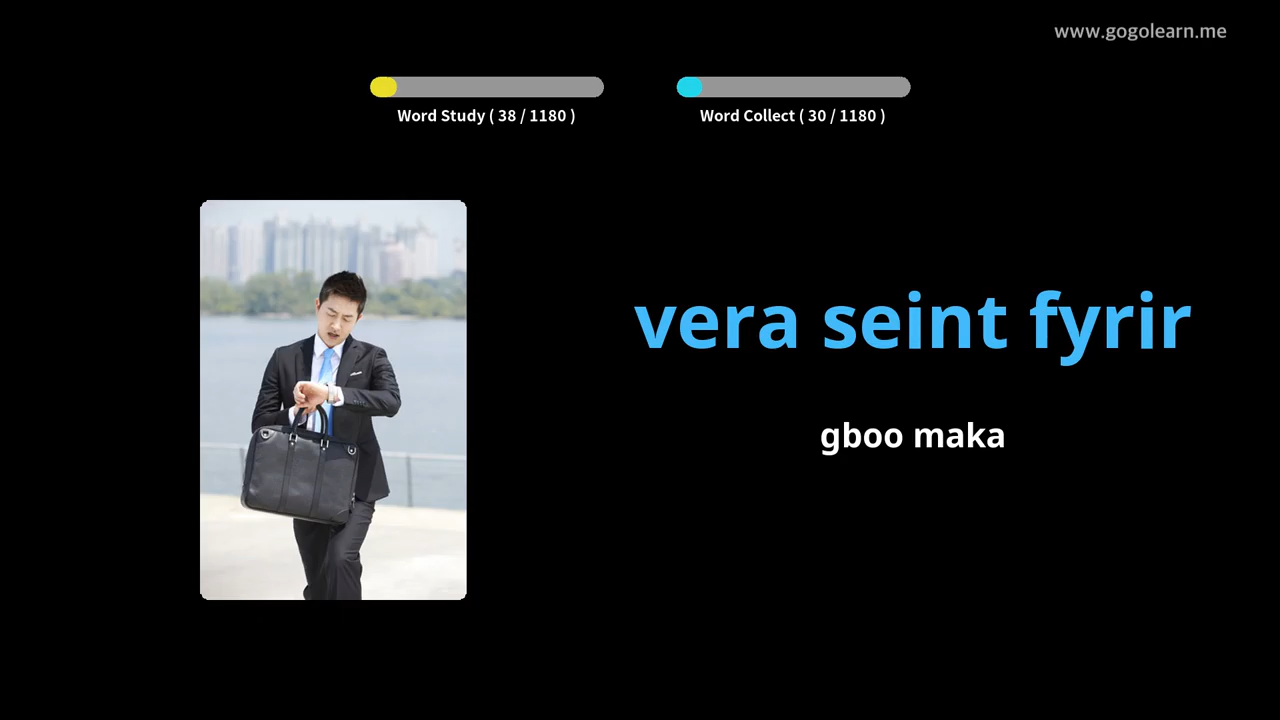 www.gogolearn.me
Word Study ( 38 / 1180 )
Word Collect ( 30 / 1180 )
vera seint fyrir
gboo maka